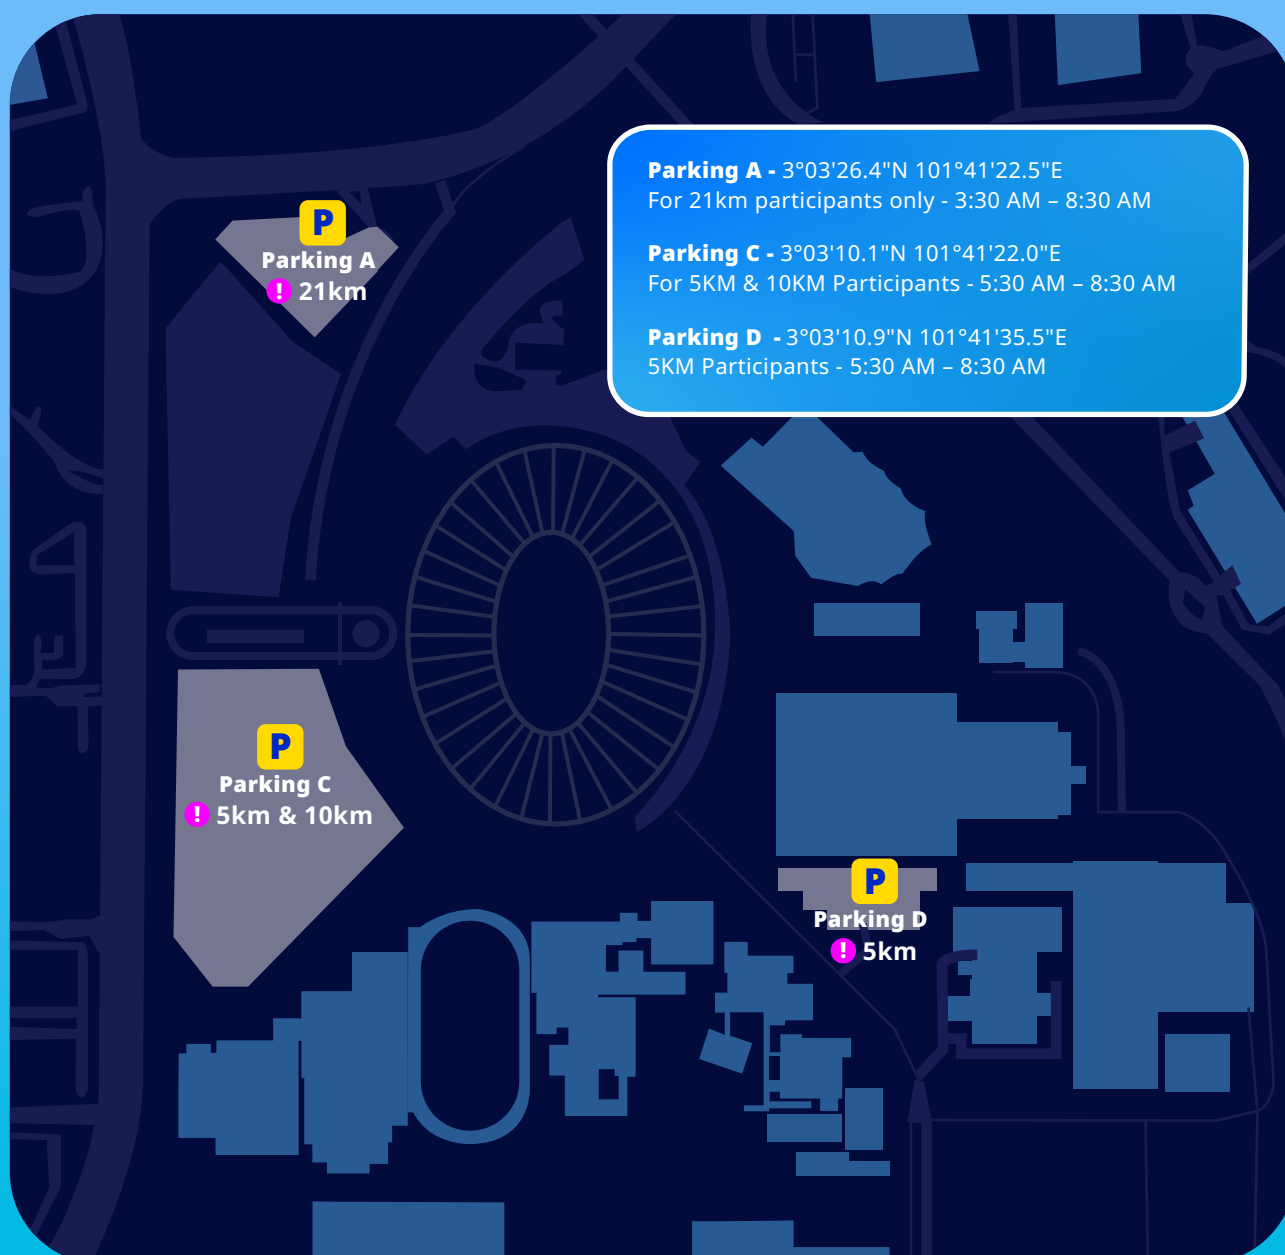 Parking A - 3°03'26.4"N 101°41'22.5"E
For 21km participants only - 3:30 AM – 8:30 AM
Parking C - 3°03'10.1"N 101°41'22.0"E
For 5KM & 10KM Participants - 5:30 AM – 8:30 AM
Parking D - 3°03'10.9"N 101°41'35.5"E
5KM Participants - 5:30 AM – 8:30 AM
P
Parking A
! 21km
P
Parking C
! 5km & 10km
P
Parking D
! 5km